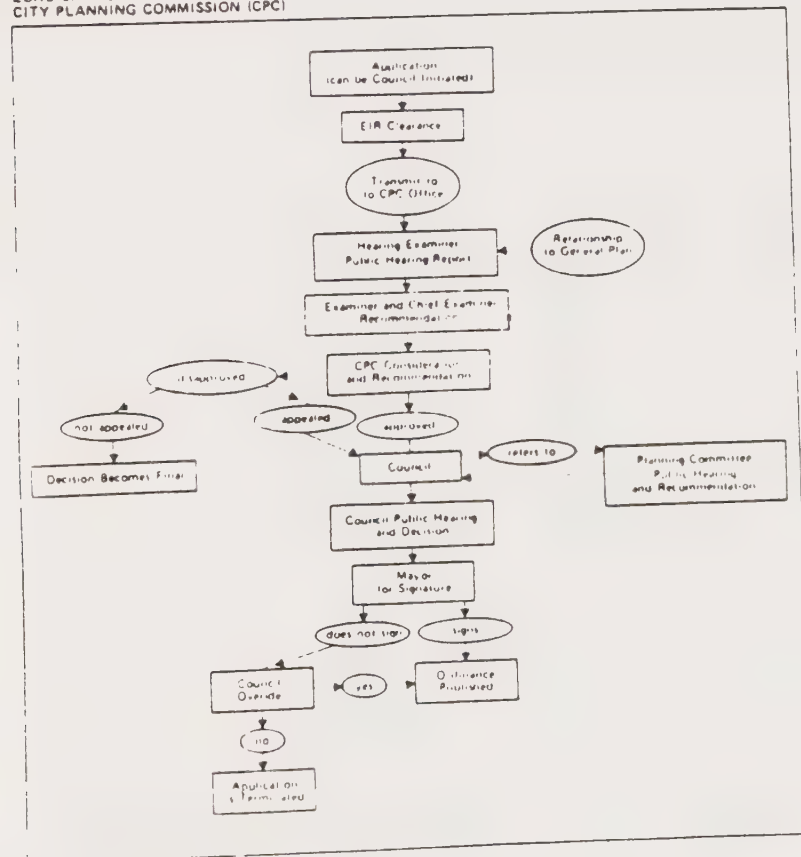 CITY PLANNING COMMISSION (CPC)
Application
(can be Council Initiated)
EIR Clearance
Transmit to
to CPC Office
Hearing Examiner
Public Hearing Report
Relationship
to General Plan
Examiner and Chief Examiner
Recommendation
CPC Consideration
and Recommendation
disapproved
not appealed
appealed
approved
Decision Becomes Final
Council
refers to
Planning Committee
Public Hearing
and Recommendation
Council Public Hearing
and Decision
Mayor
for Signature
does not sign
signs
Council
Overide
yes
Ordinance
Published
no
Application
is Terminated